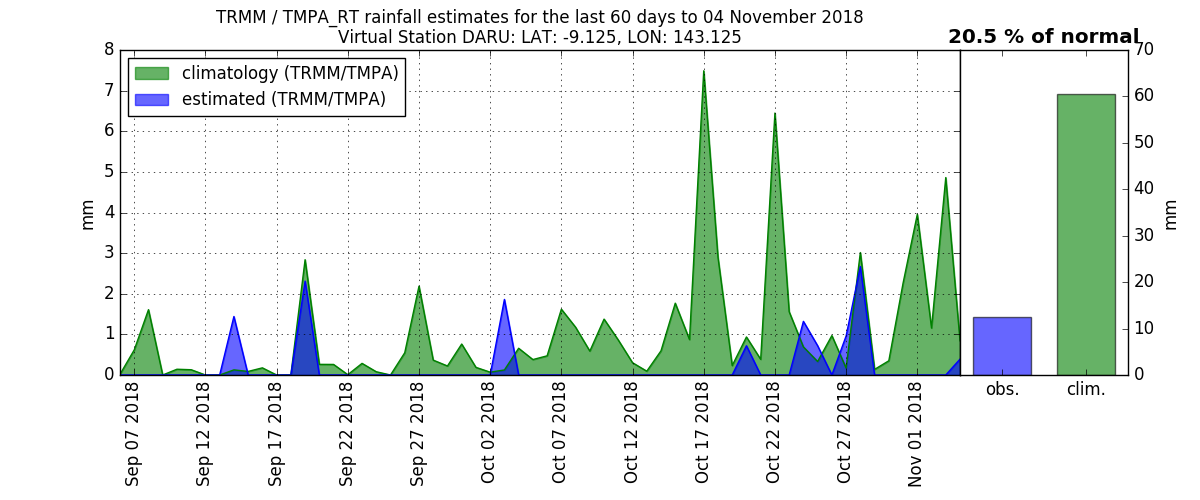 TRMM / TMPA_RT rainfall estimates for the last 60 days to 04 November 2018
Virtual Station DARU: LAT: -9.125, LON: 143.125
20.5 % of normal
climatology (TRMM/TMPA)
estimated (TRMM/TMPA)
8
7
6
5
4
3
2
1
0
mm
Sep 07 2018
Sep 12 2018
Sep 17 2018
Sep 22 2018
Sep 27 2018
Oct 02 2018
Oct 07 2018
Oct 12 2018
Oct 17 2018
Oct 22 2018
Oct 27 2018
Nov 01 2018
obs.
clim.
70
60
50
40
30
20
10
0
mm